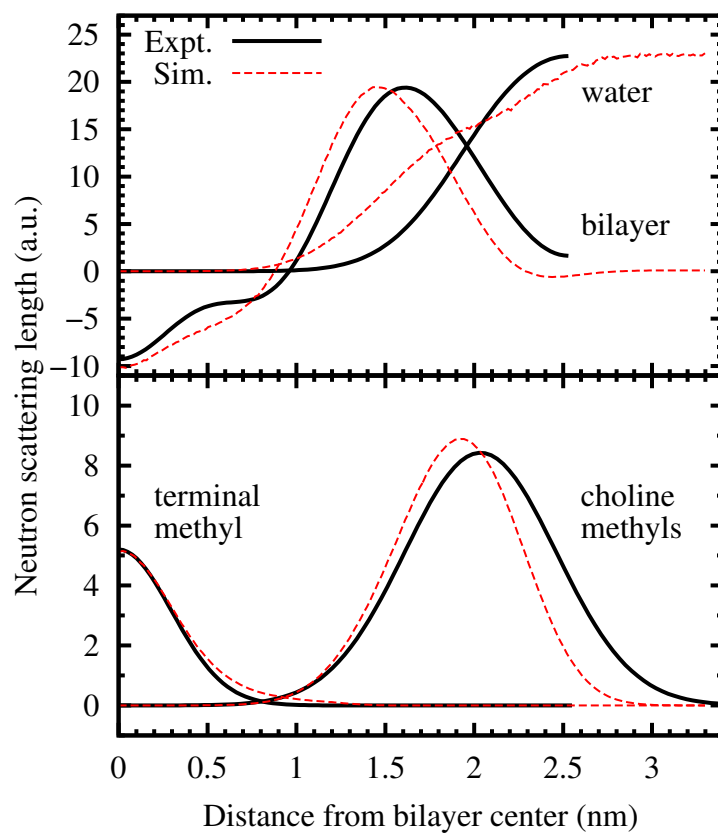 Neutron scattering length (a.u.)
25
20
15
10
5
0
−5
−10
Expt.
Sim.
water
bilayer
10
8
6
4
2
0
terminal
methyl
choline
methyls
0 0.5 1 1.5 2 2.5 3
Distance from bilayer center (nm)